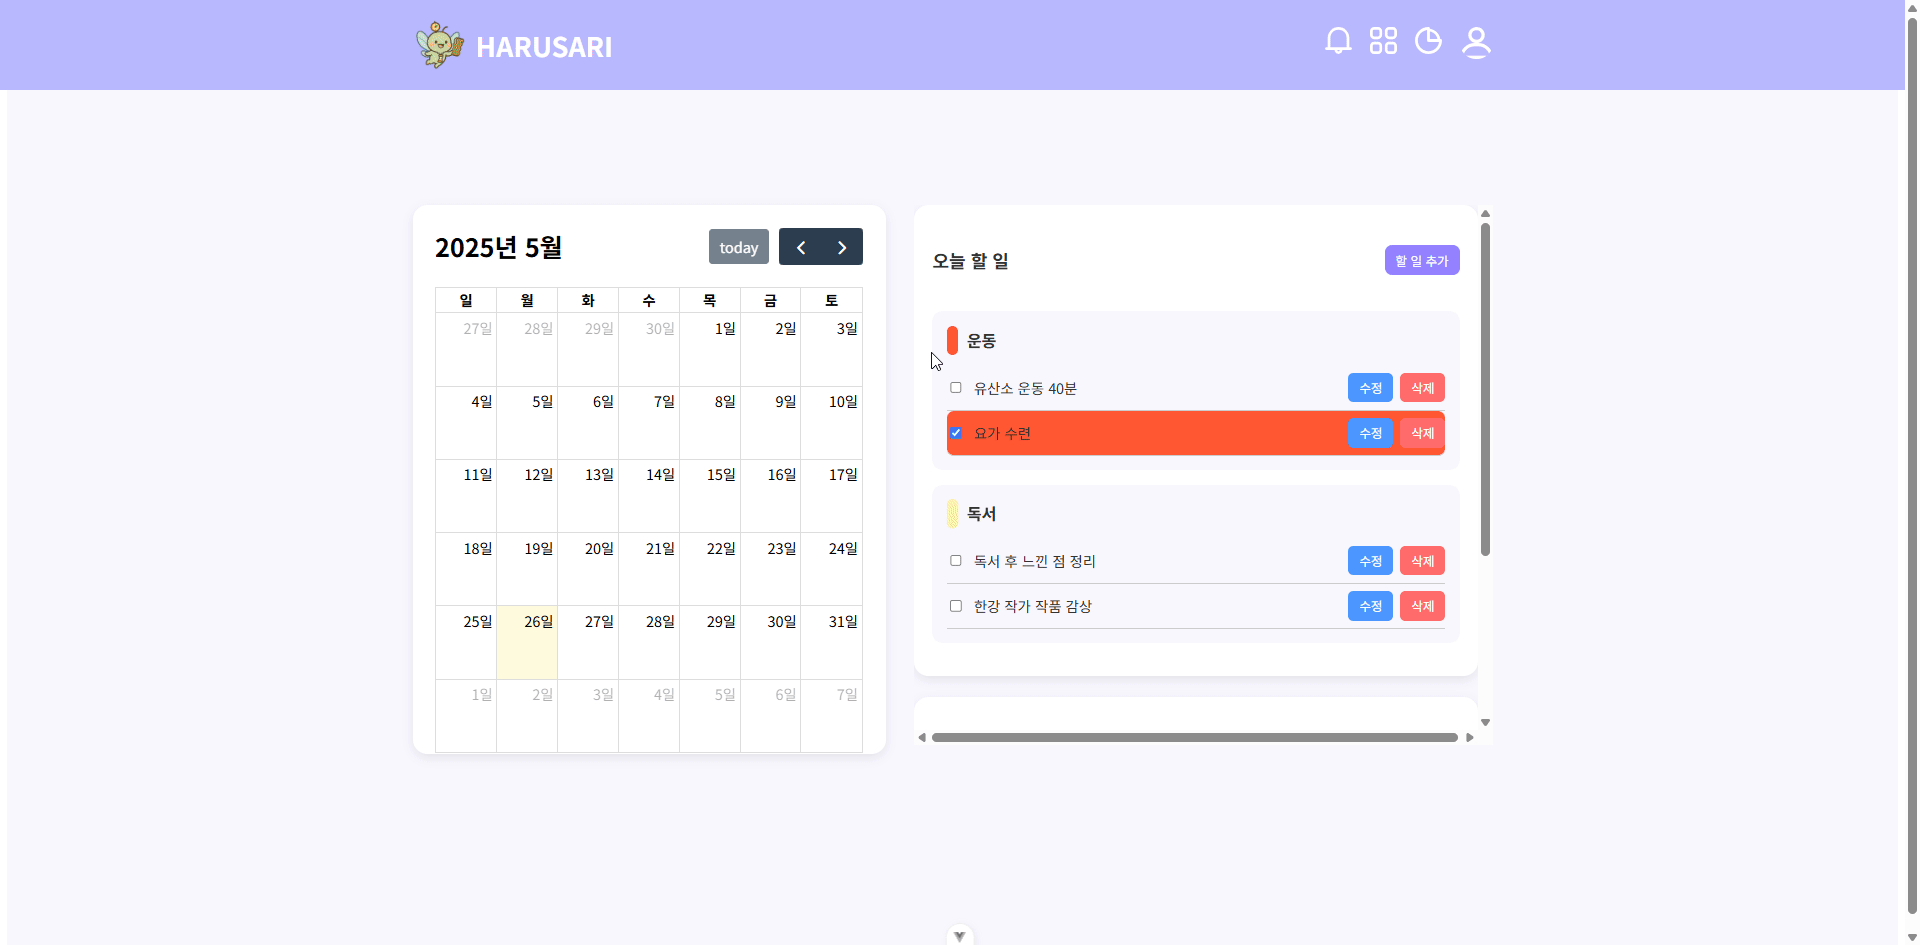 HARUSARI
2025년 5월
today
일 월 화 수 목 금 토
27일 28일 29일 30일 1일 2일 3일
4일 5일 6일 7일 8일 9일 10일
11일 12일 13일 14일 15일 16일 17일
18일 19일 20일 21일 22일 23일 24일
25일 26일 27일 28일 29일 30일 31일
1일 2일 3일 4일 5일 6일 7일
오늘 할 일 할 일 추가
운동
유산소 운동 40분 수정 삭제
요가 수련 수정 삭제
독서
독서 후 느낀 점 정리 수정 삭제
한강 작가 작품 감상 수정 삭제